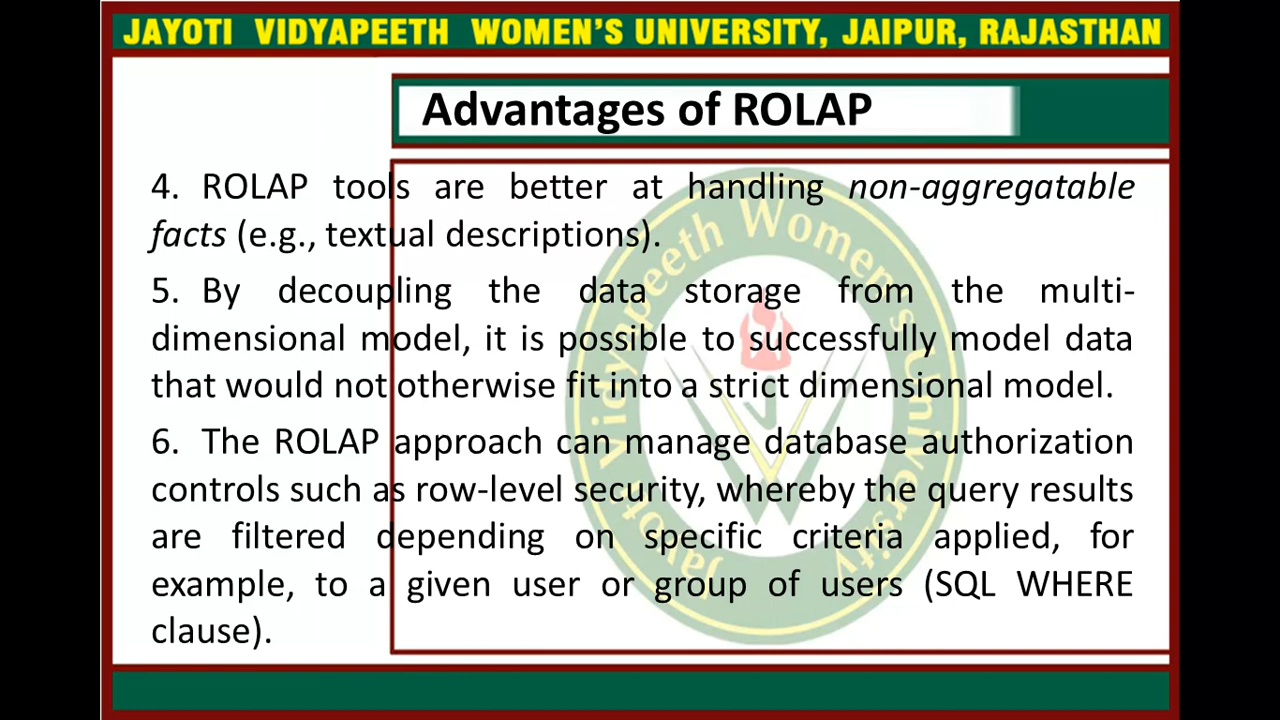 JAYOTI VIDYAPEETH WOMEN'S UNIVERSITY, JAIPUR, RAJASTHAN
Advantages of ROLAP
4. ROLAP tools are better at handling non-aggregatable
facts (e.g., textual descriptions).
5. By decoupling the data storage from the multi-
dimensional model, it is possible to successfully model data
that would not otherwise fit into a strict dimensional model.
6. The ROLAP approach can manage database authorization
controls such as row-level security, whereby the query results
are filtered depending on specific criteria applied, for
example, to a given user or group of users (SQL WHERE
clause).
Jayoti Vidyapeeth Women's University